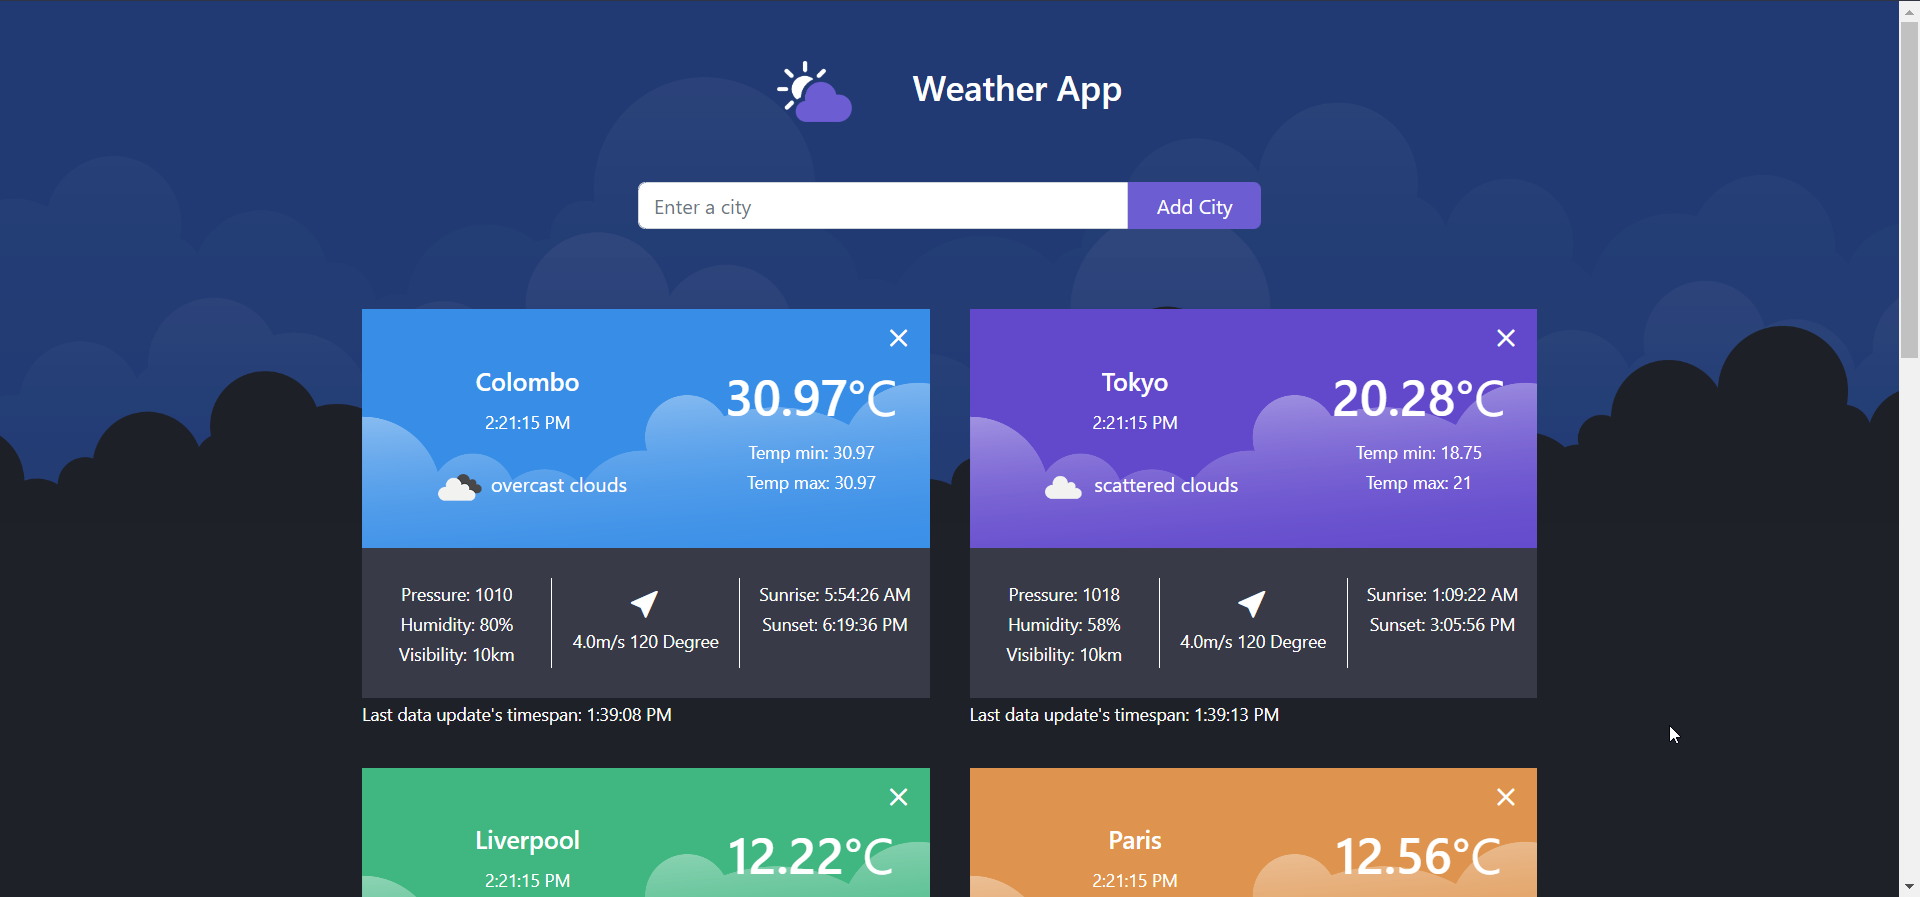 Weather App
Enter a city
Add City
Colombo
2:21:15 PM
overcast clouds
30.97°C
Temp min: 30.97
Temp max: 30.97
Pressure: 1010
Humidity: 80%
Visibility: 10km
4.0m/s 120 Degree
Sunrise: 5:54:26 AM
Sunset: 6:19:36 PM
Last data update's timespan: 1:39:08 PM
Tokyo
2:21:15 PM
scattered clouds
20.28°C
Temp min: 18.75
Temp max: 21
Pressure: 1018
Humidity: 58%
Visibility: 10km
4.0m/s 120 Degree
Sunrise: 1:09:22 AM
Sunset: 3:05:56 PM
Last data update's timespan: 1:39:13 PM
Liverpool
2:21:15 PM
12.22°C
Paris
2:21:15 PM
12.56°C